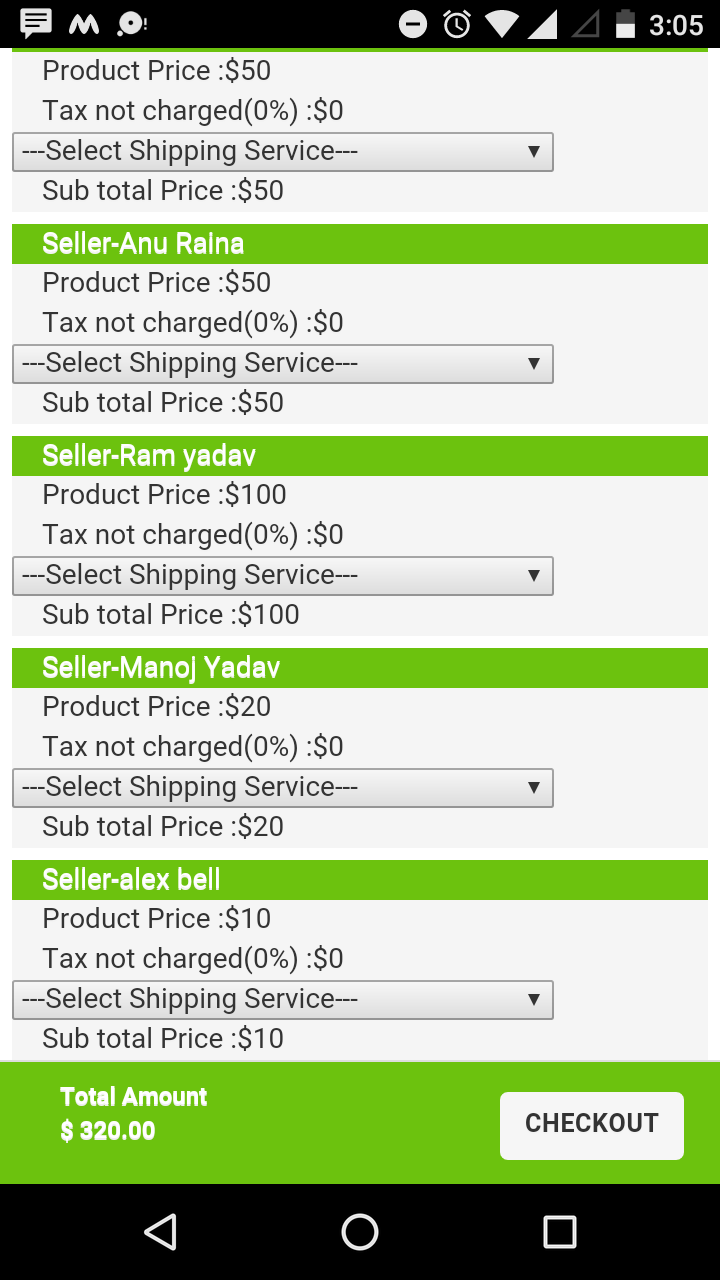 3:05
Product Price :$50
Tax not charged(0%) :$0
---Select Shipping Service---
Sub total Price :$50
Seller-Anu Raina
Product Price :$50
Tax not charged(0%) :$0
---Select Shipping Service---
Sub total Price :$50
Seller-Ram yadav
Product Price :$100
Tax not charged(0%) :$0
---Select Shipping Service---
Sub total Price :$100
Seller-Manoj Yadav
Product Price :$20
Tax not charged(0%) :$0
---Select Shipping Service---
Sub total Price :$20
Seller-alex bell
Product Price :$10
Tax not charged(0%) :$0
---Select Shipping Service---
Sub total Price :$10
Total Amount
$ 320.00
CHECKOUT